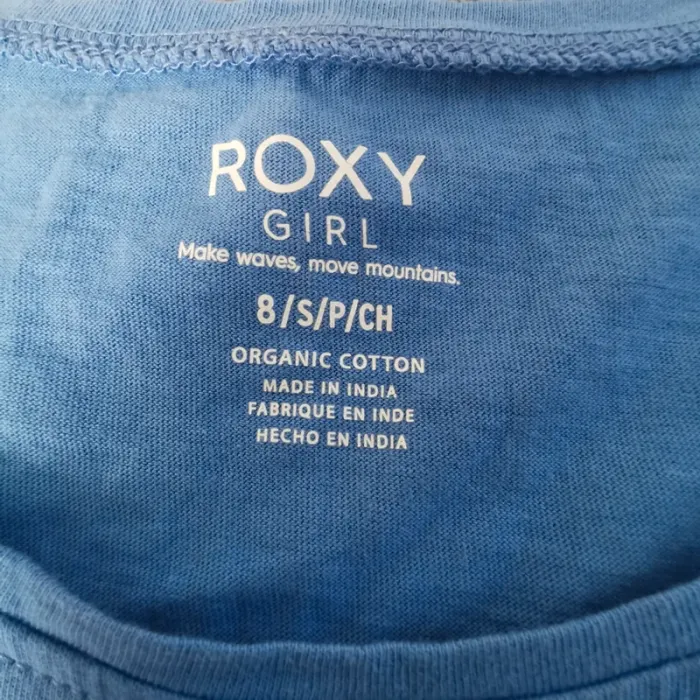 ROXY
GIRL
Make waves, move mountains.
8/S/P/CH
ORGANIC COTTON
MADE IN INDIA
FABRIQUE EN INDE
HECHO EN INDIA